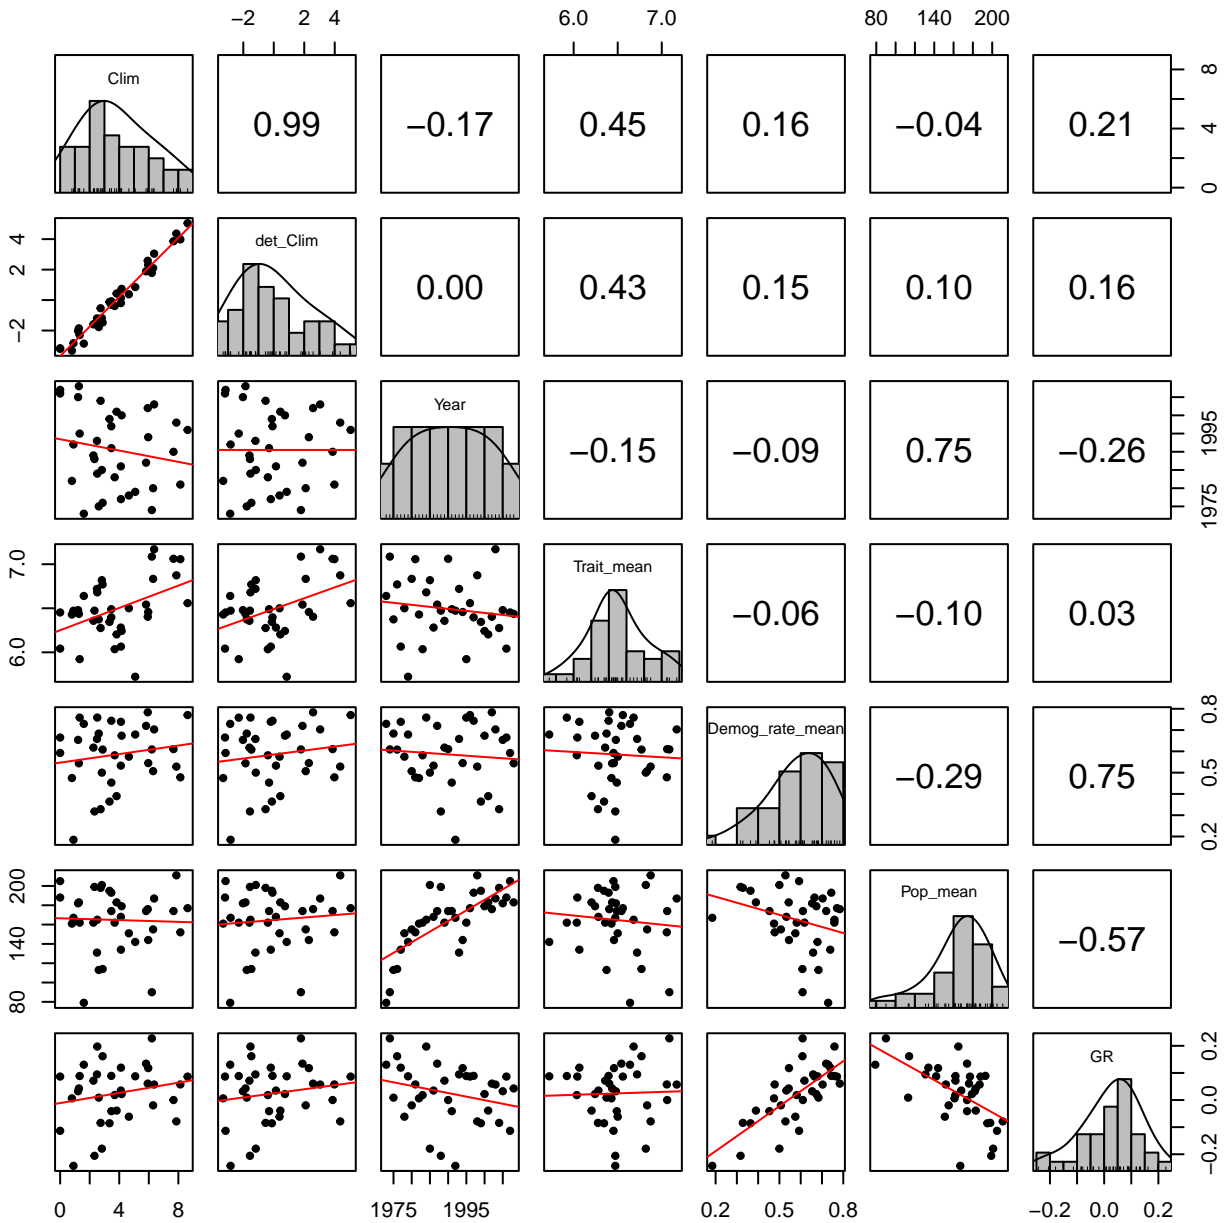 −2 2 4 6.0 7.0 80 140 200
Clim 0.99 −0.17 0.45 0.16 −0.04 0.21 0 4 8
−2 2 4 det_Clim 0.00 0.43 0.15 0.10 0.16
Year −0.15 −0.09 0.75 −0.26 1975 1995
6.0 7.0 Trait_mean −0.06 −0.10 0.03
Demog_rate_mean −0.29 0.75 0.2 0.5 0.8
80 140 200 Pop_mean −0.57
GR −0.2 0.0 0.2
0 4 8 1975 1995 0.2 0.5 0.8 −0.2 0.0 0.2